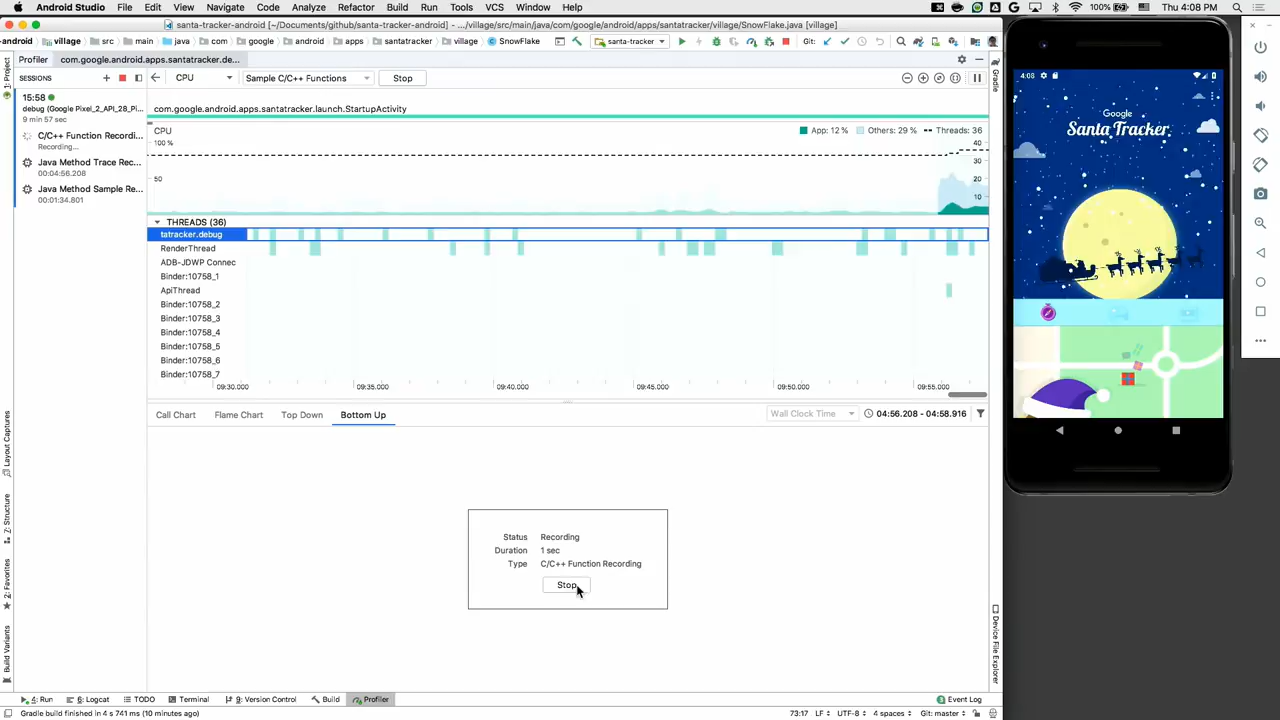 Android Studio File Edit View Navigate Code Analyze Refactor Build Run Tools VCS Window Help 100% Thu 4:08 PM
santa-tracker-android [~/Documents/github/santa-tracker-android] - .../village/src/main/java/com/google/android/apps/santatracker/village/SnowFlake.java [village]
-android village src main java com google android apps santatracker village SnowFlake santa-tracker Git:
Profiler com.google.android.apps.santatracker.de...
SESSIONS CPU Sample C/C++ Functions Stop
15:58
debug (Google Pixel_2_API_28_Pi...
9 min 57 sec
C/C++ Function Recordi...
Recording...
Java Method Trace Rec...
00:04:56.208
Java Method Sample Re...
00:01:34.801
com.google.android.apps.santatracker.launch.StartupActivity
CPU App: 12 % Others: 29 % Threads: 36
100 % 40
30
50 20
10
THREADS (36)
tatracker.debug
RenderThread
ADB-JDWP Connec
Binder:10758_1
ApiThread
Binder:10758_2
Binder:10758_3
Binder:10758_4
Binder:10758_5
Binder:10758_6
Binder:10758_7
09:30.000 09:35.000 09:40.000 09:45.000 09:50.000 09:55.000
Call Chart Flame Chart Top Down Bottom Up Wall Clock Time 04:56.208 - 04:58.916
Status Recording
Duration 1 sec
Type C/C++ Function Recording
Stop
1: Project
Layout Captures
7: Structure
2: Favorites
Build Variants
Gradle
Device File Explorer
4: Run 6: Logcat TODO Terminal 9: Version Control Build Profiler Event Log
Gradle build finished in 4 s 741 ms (10 minutes ago) 73:17 LF UTF-8 4 spaces Git: master
4:08
Google
Santa Tracker